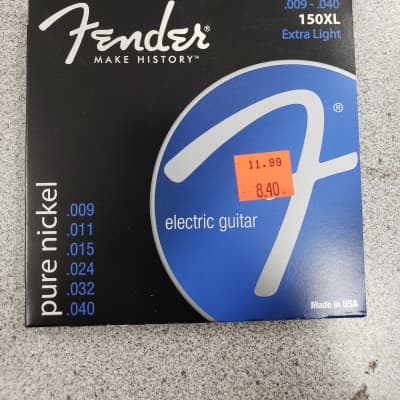 Fender
MAKE HISTORY™
.009 - .040
150XL
Extra Light
F®
11.99
8.40
electric guitar
pure nickel
.009
.011
.015
.024
.032
.040
Made in USA